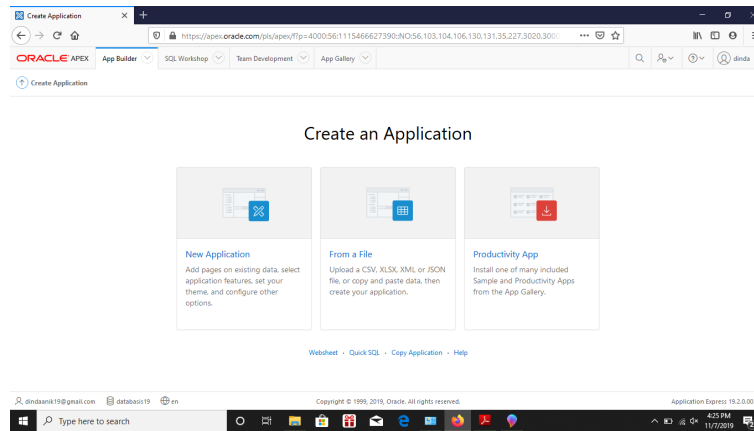 Create Application
https://apex.oracle.com/pls/apex/f?p=4000:56:1115466627390::NO:56,103,104,106,130,131,35,227,3020,300
ORACLE APEX App Builder SQL Workshop Team Development App Gallery dinda
Create Application
Create an Application
New Application
Add pages on existing data, select
application features, set your
theme, and configure other
options.
From a File
Upload a CSV, XLSX, XML or JSON
file, or copy and paste data, then
create your application.
Productivity App
Install one of many included
Sample and Productivity Apps
from the App Gallery.
Websheet · Quick SQL · Copy Application · Help
dindaanik19@gmail.com databasis19 en Copyright © 1999, 2019, Oracle. All rights reserved. Application Express 19.2.0.00
Type here to search
4:25 PM
11/7/2019